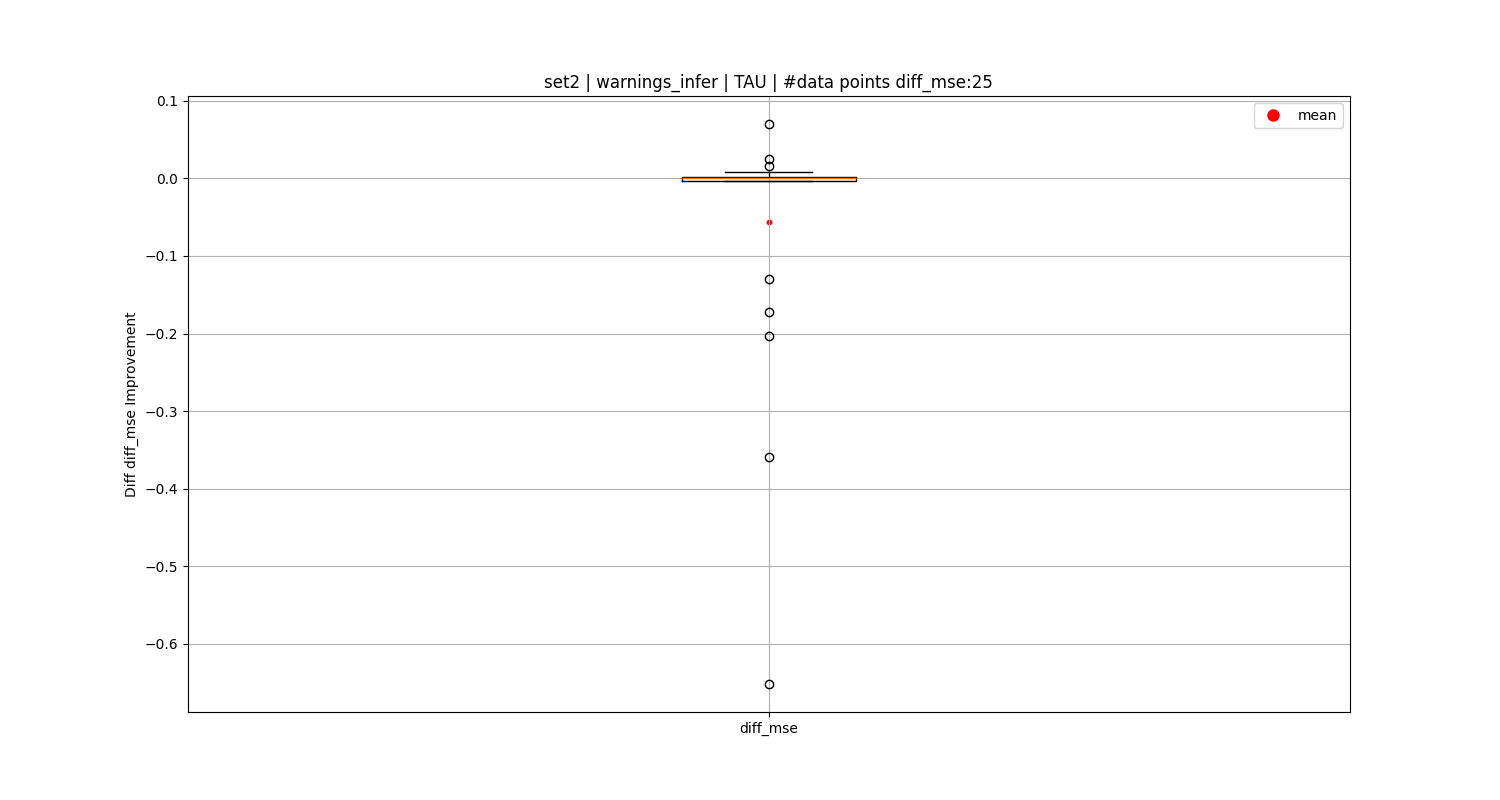 set2 | warnings_infer | TAU | #data points diff_mse:25
mean
0.1
0.0
−0.1
−0.2
−0.3
−0.4
−0.5
−0.6
Diff diff_mse Improvement
diff_mse